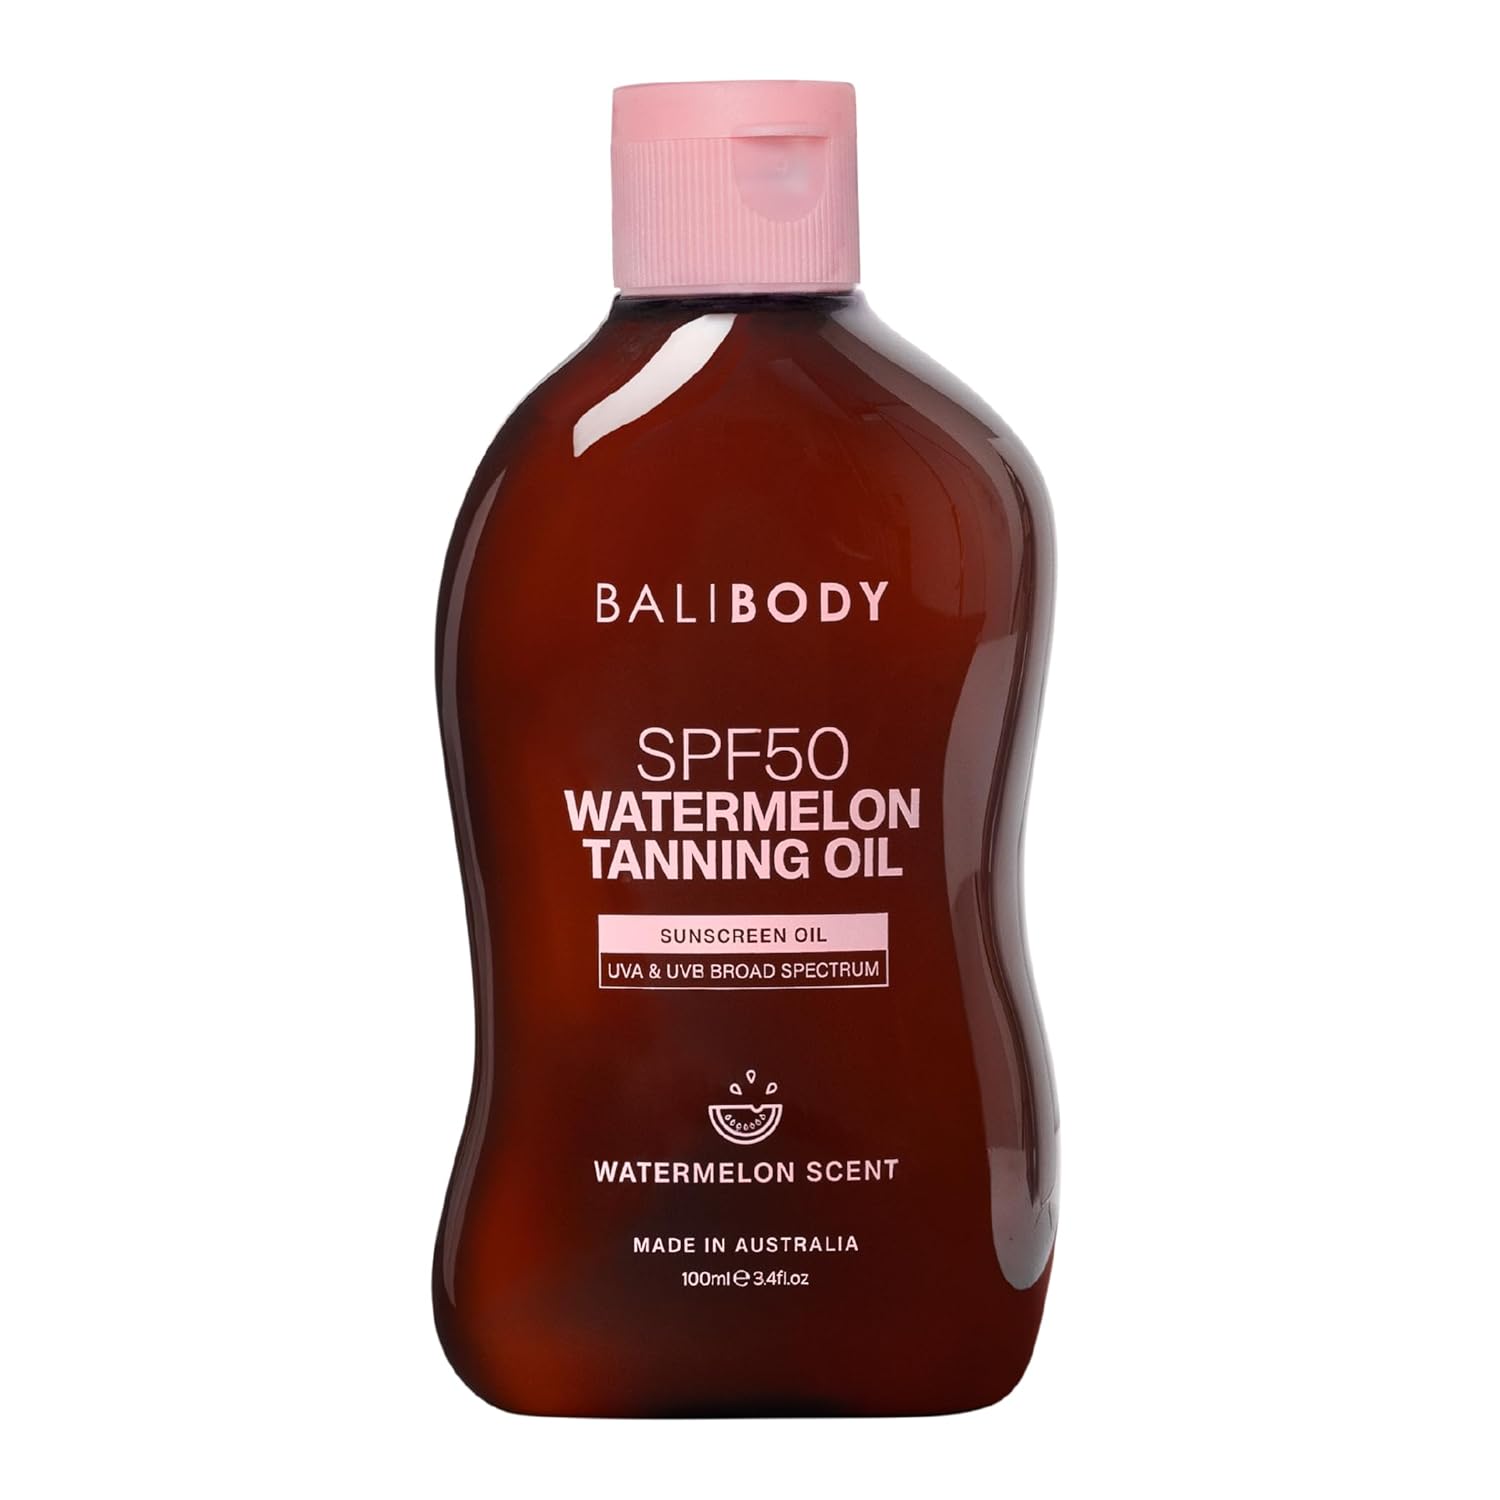 BALIBODY
SPF50
WATERMELON
TANNING OIL
SUNSCREEN OIL
UVA & UVB BROAD SPECTRUM
WATERMELON SCENT
MADE IN AUSTRALIA
100ml ℮ 3.4fl.oz